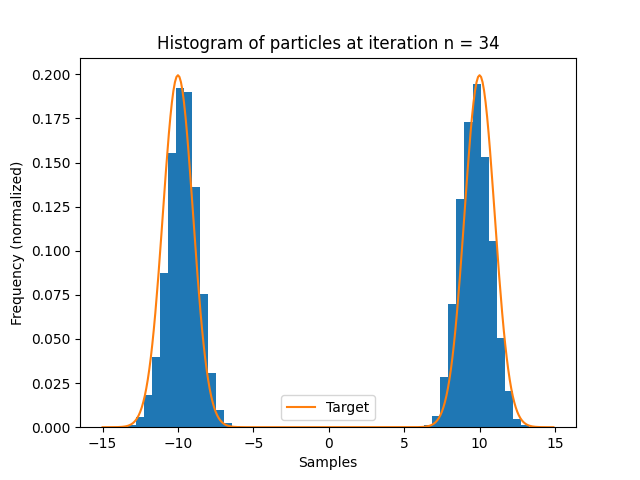 Histogram of particles at iteration n = 34
Frequency (normalized)
0.200
0.175
0.150
0.125
0.100
0.075
0.050
0.025
0.000
Target
−15 −10 −5 0 5 10 15
Samples